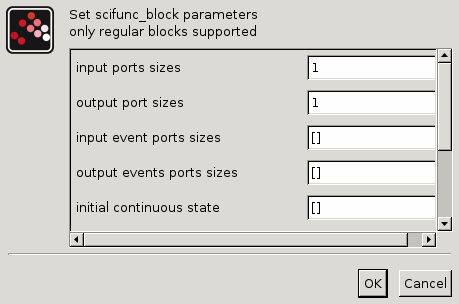 Set scifunc_block parameters
only regular blocks supported
input ports sizes 1
output port sizes 1
input event ports sizes []
output events ports sizes []
initial continuous state []
OK Cancel